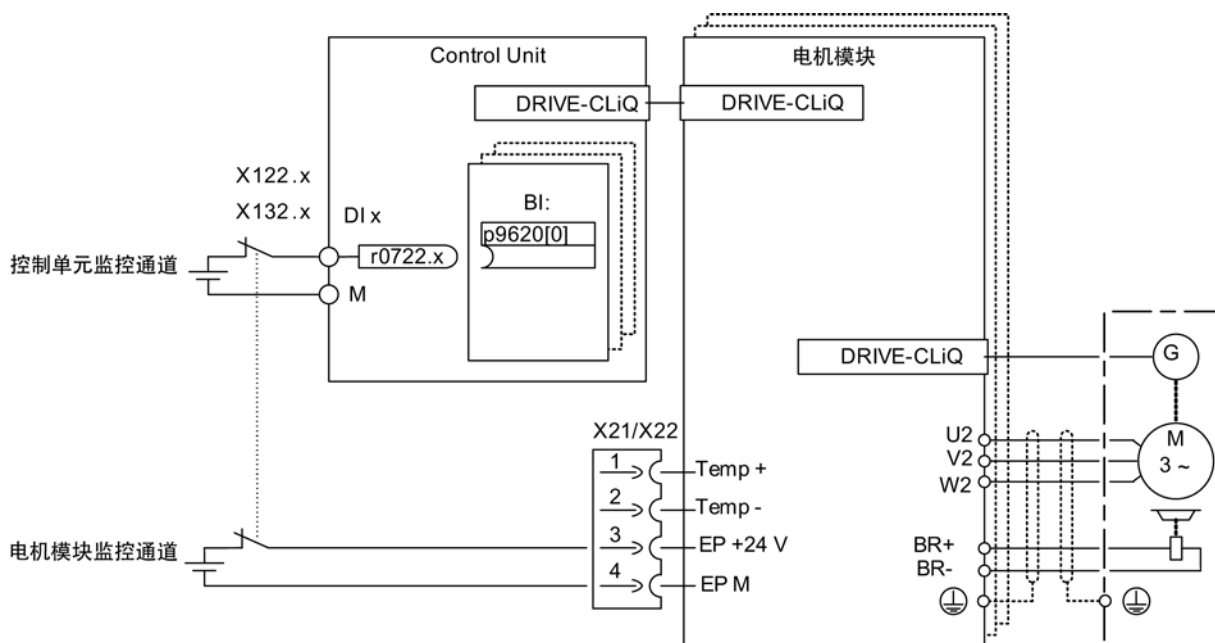 Control Unit
电机模块
DRIVE-CLiQ
DRIVE-CLiQ
X122.x
X132.x
DI x
BI:
p9620[0]
r0722.x
控制单元监控通道
M
DRIVE-CLiQ
G
X21/X22
U2
V2
W2
M
3 ~
1
Temp +
2
Temp -
电机模块监控通道
3
EP +24 V
4
EP M
BR+
BR-